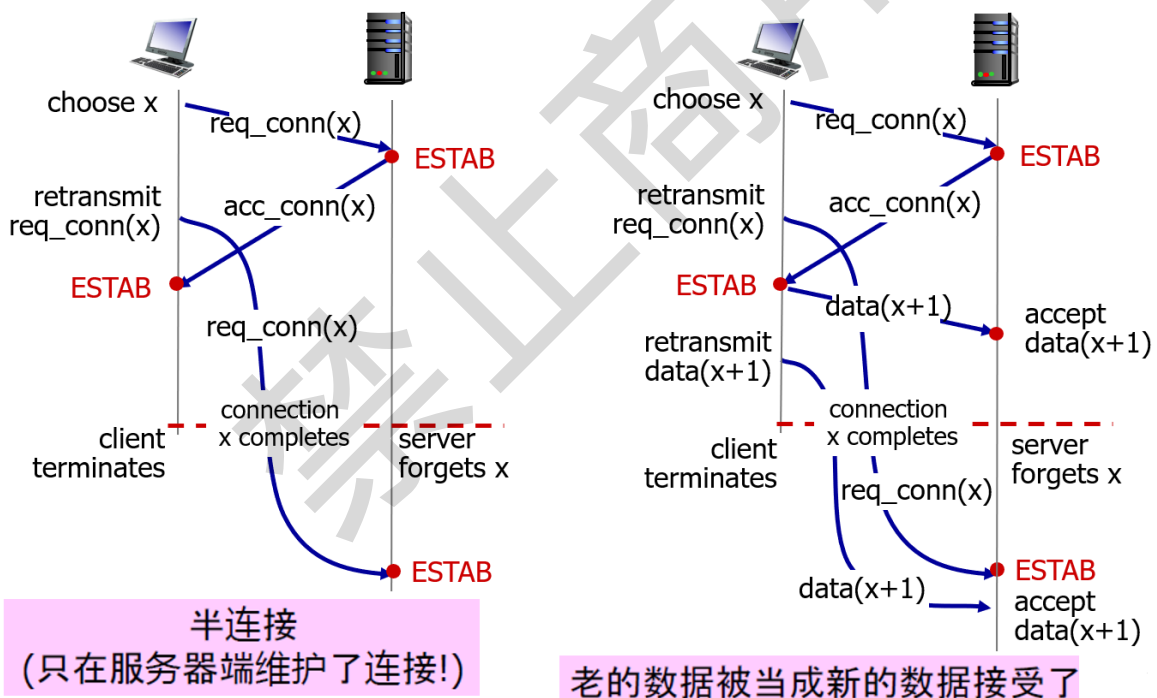 choose x
req_conn(x)
ESTAB
retransmit
req_conn(x)
acc_conn(x)
ESTAB
req_conn(x)
connection
x completes
client
terminates
server
forgets x
ESTAB
半连接
(只在服务器端维护了连接!)
choose x
req_conn(x)
ESTAB
retransmit
req_conn(x)
acc_conn(x)
ESTAB
data(x+1)
accept
data(x+1)
retransmit
data(x+1)
connection
x completes
client
terminates
server
forgets x
req_conn(x)
ESTAB
data(x+1)
accept
data(x+1)
老的数据被当成新的数据接受了
禁止商